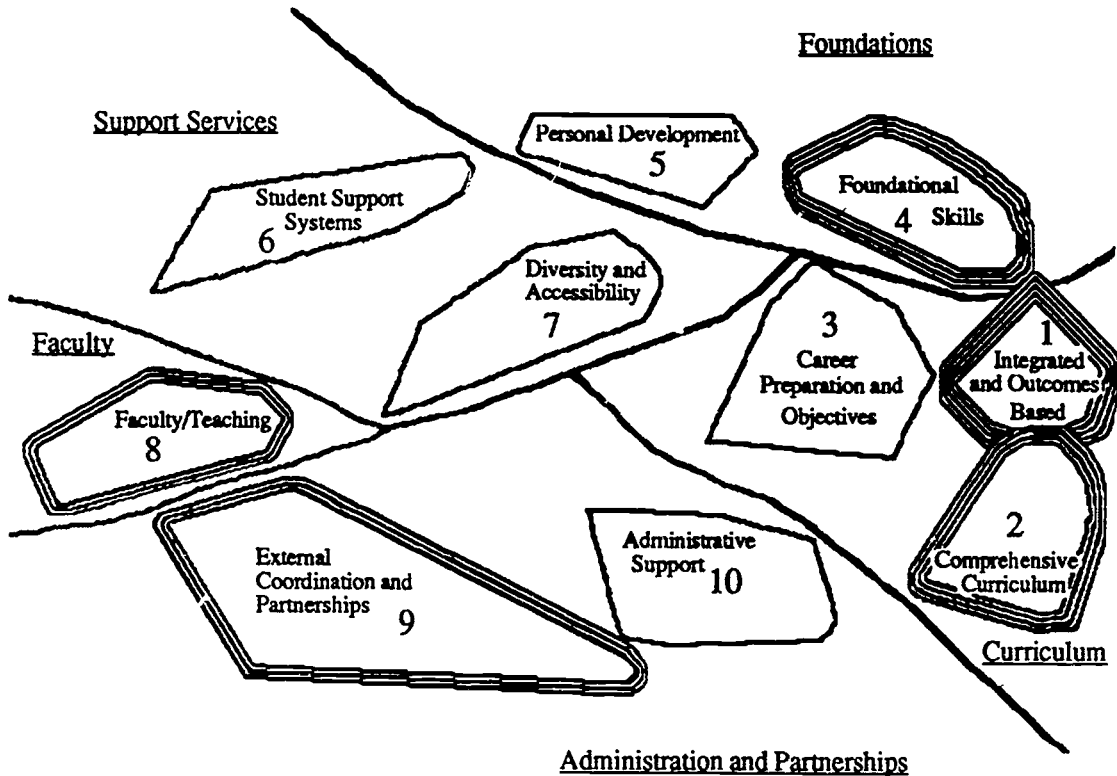 Foundations
Support Services
Personal Development
5
Foundational
4 Skills
Student Support
Systems
6
Diversity and
Accessibility
7
3
Career
Preparation and
Objectives
1
Integrated
and Outcomes
Based
Faculty
Faculty/Teaching
8
2
Comprehensive
Curriculum
External
Coordination and
Partnerships
9
Administrative
Support
10
Curriculum
Administration and Partnerships